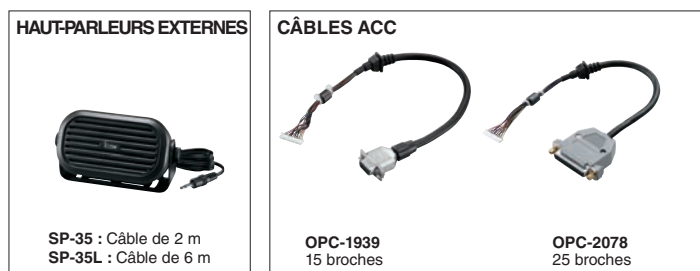 HAUT-PARLEURS EXTERNES
SP-35 : Câble de 2 m
SP-35L : Câble de 6 m
CÂBLES ACC
OPC-1939
15 broches
OPC-2078
25 broches